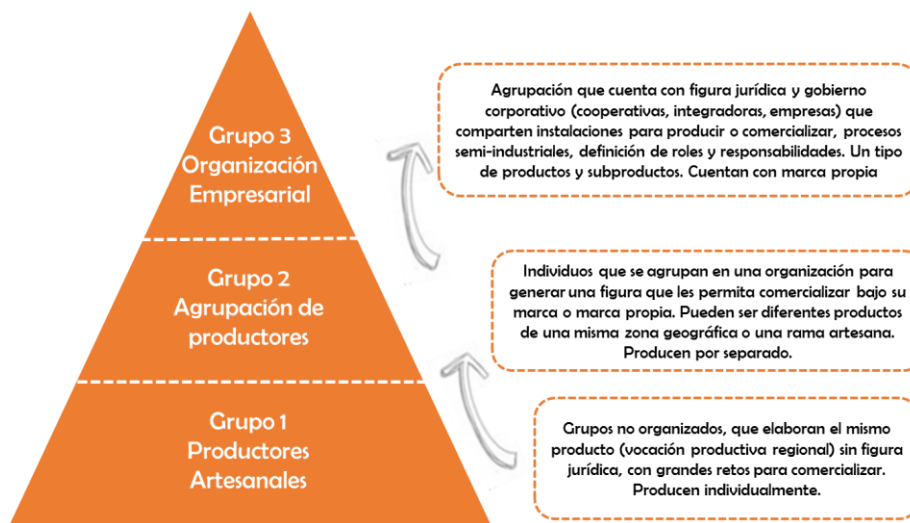 Grupo 3
Organización
Empresarial
Agrupación que cuenta con figura jurídica y gobierno
corporativo (cooperativas, integradoras, empresas) que
comparten instalaciones para producir o comercializar, procesos
semi-industriales, definición de roles y responsabilidades. Un tipo
de productos y subproductos. Cuentan con marca propia
Grupo 2
Agrupación de
productores
Individuos que se agrupan en una organización para
generar una figura que les permita comercializar bajo su
marca o marca propia. Pueden ser diferentes productos
de una misma zona geográfica o una rama artesana.
Producen por separado.
Grupo 1
Productores
Artesanales
Grupos no organizados, que elaboran el mismo
producto (vocación productiva regional) sin figura
jurídica, con grandes retos para comercializar.
Producen individualmente.